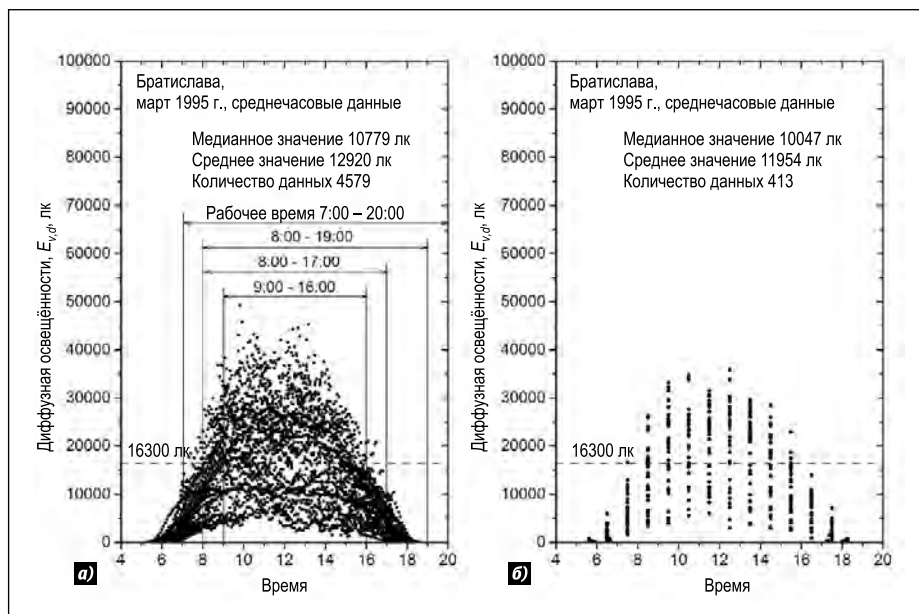 100000
90000
80000
70000
60000
50000
40000
30000
20000
10000
0
Диффузная освещённости, E_v,d, лк
Братислава,
март 1995 г., среднечасовые данные
Медианное значение 10779 лк
Среднее значение 12920 лк
Количество данных 4579
Рабочее время 7:00 – 20:00
8:00 - 19:00
8:00 - 17:00
9:00 - 16:00
16300 лк
4 6 8 10 12 14 16 18 20
а)
Время
100000
90000
80000
70000
60000
50000
40000
30000
20000
10000
0
Диффузная освещённости, E_v,d, лк
Братислава,
март 1995 г., среднечасовые данные
Медианное значение 10047 лк
Среднее значение 11954 лк
Количество данных 413
16300 лк
4 6 8 10 12 14 16 18 20
б)
Время